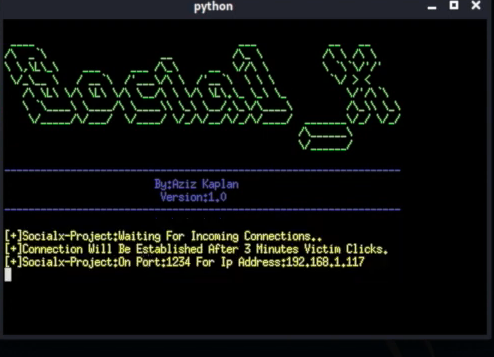 python
Social_X
By:Aziz Kaplan
Version:1.0
[+]Socialx-Project:Waiting For Incoming Connections..
[+]Connection Will Be Established After 3 Minutes Victim Clicks.
[+]Socialx-Project:On Port:1234 For Ip Address:192.168.1.117